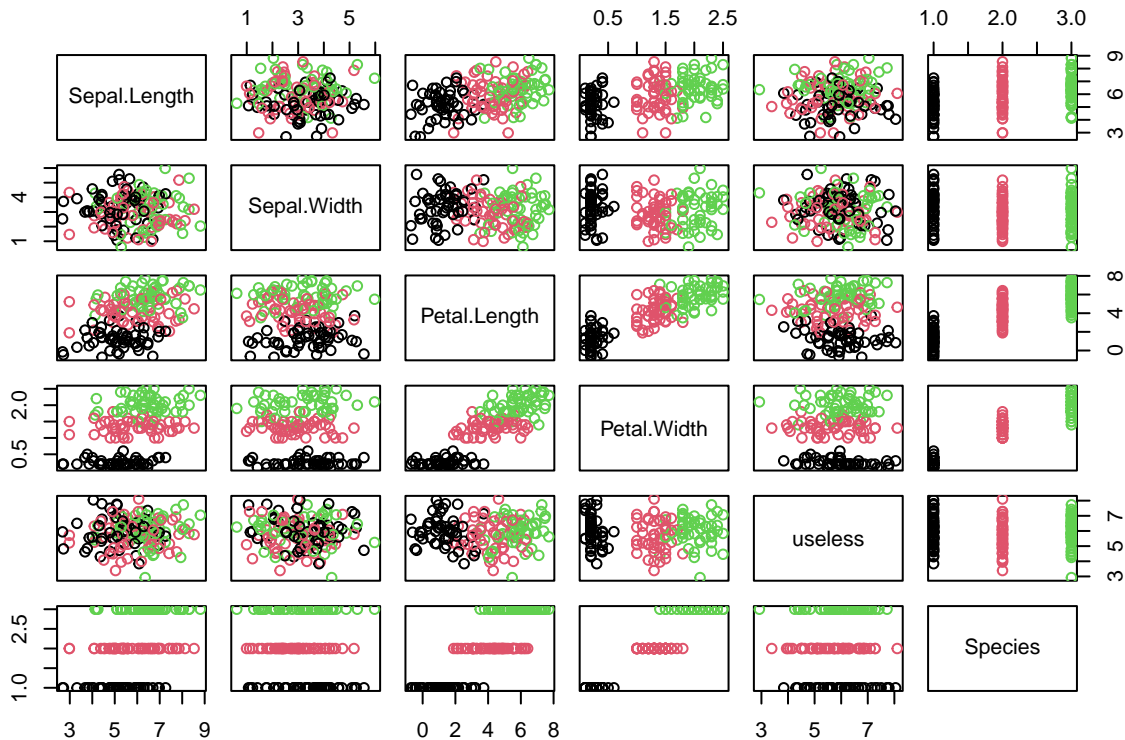 1 3 5
0.5 1.5 2.5
1.0 2.0 3.0
Sepal.Length
3 6 9
1 4
Sepal.Width
Petal.Length
0 4 8
0.5 2.0
Petal.Width
useless
3 5 7
1.0 2.5
Species
3 5 7 9
0 2 4 6 8
3 5 7